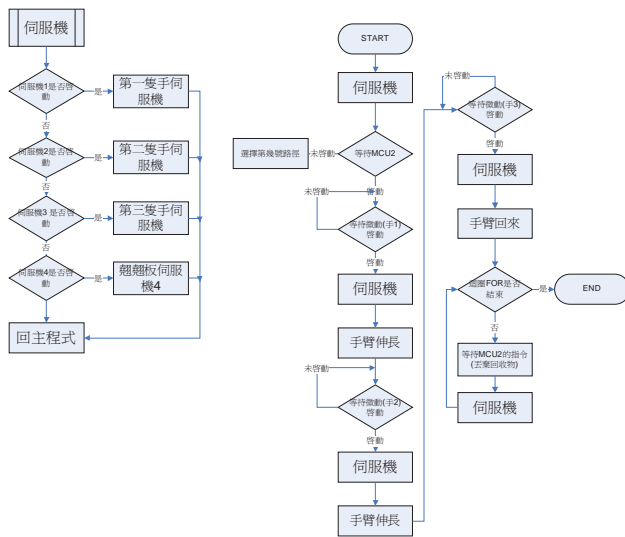 伺服機
伺服機1是否啓
動
是
第一隻手伺
服機
否
伺服機2是否啓
動
是
第二隻手伺
服機
否
伺服機3 是否啓
動
是
第三隻手伺
服機
否
伺服機4是否啓
動
是
翹翹板伺服
機4
回主程式
START
伺服機
等待MCU2
未啓動
選擇第幾號路徑
啓動
未啓動
等待微動(手1)
啓動
啓動
伺服機
手臂伸長
未啓動
等待微動(手2)
啓動
啓動
伺服機
手臂伸長
未啓動
等待微動(手3)
啓動
啓動
伺服機
手臂回來
迴圈FOR是否
結束
是
END
否
等待MCU2的指令
(丟棄回收物)
伺服機